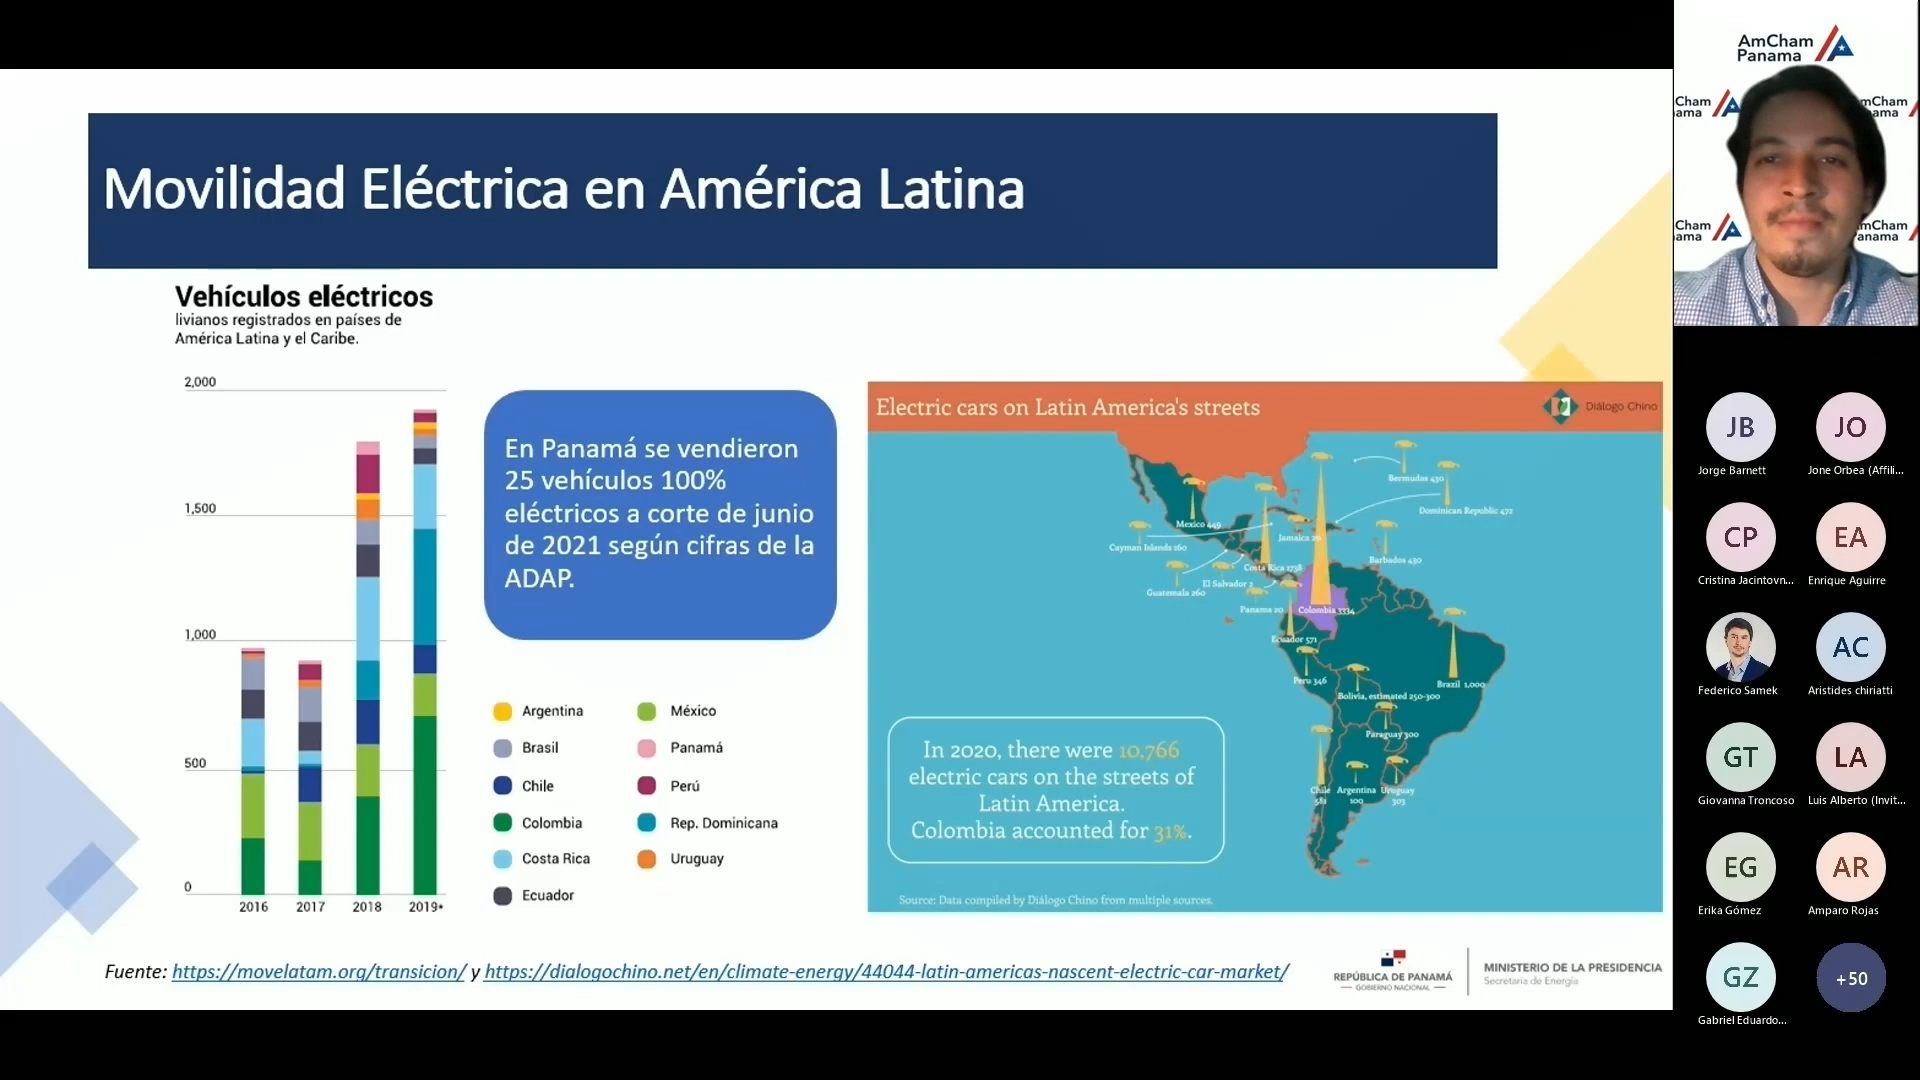 Movilidad Eléctrica en América Latina
Vehículos eléctricos
livianos registrados en países de
América Latina y el Caribe.
2,000
1,500
1,000
500
0
2016
2017
2018
2019*
En Panamá se vendieron
25 vehículos 100%
eléctricos a corte de junio
de 2021 según cifras de la
ADAP.
Argentina
Brasil
Chile
Colombia
Costa Rica
Ecuador
México
Panamá
Perú
Rep. Dominicana
Uruguay
Electric cars on Latin America's streets
Diálogo Chino
Bermudas 430
Dominican Republic 472
Mexico 449
Cayman Islands 160
Jamaica 20
Barbados 430
Costa Rica 1738
El Salvador 2
Guatemala 260
Panama 20
Colombia 3334
Ecuador 571
Peru 346
Brazil 1,000
Bolivia, estimated 250-300
Paraguay 300
Chile
Argentina
100
Uruguay
303
In 2020, there were 10,766
electric cars on the streets of
Latin America.
Colombia accounted for 31%.
Source: Data compiled by Diálogo Chino from multiple sources.
Fuente: https://movelatam.org/transicion/ y https://dialogochino.net/en/climate-energy/44044-latin-americas-nascent-electric-car-market/
REPÚBLICA DE PANAMÁ
— GOBIERNO NACIONAL —
MINISTERIO DE LA PRESIDENCIA
Secretaría de Energía
AmCham
Panama
Cham
ama
mCham
ama
Cham
ama
mCham
anama
JB
Jorge Barnett
JO
Jone Orbea (Affili...
CP
Cristina Jacintovn...
EA
Enrique Aguirre
Federico Samek
AC
Aristides chiriatti
GT
Giovanna Troncoso
LA
Luis Alberto (Invit...
EG
Erika Gómez
AR
Amparo Rojas
GZ
Gabriel Eduardo...
+50